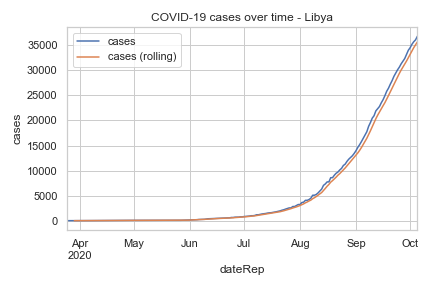 COVID-19 cases over time - Libya
cases
cases (rolling)
35000
30000
25000
20000
15000
10000
5000
0
cases
Apr
2020
May
Jun
Jul
Aug
Sep
Oct
dateRep